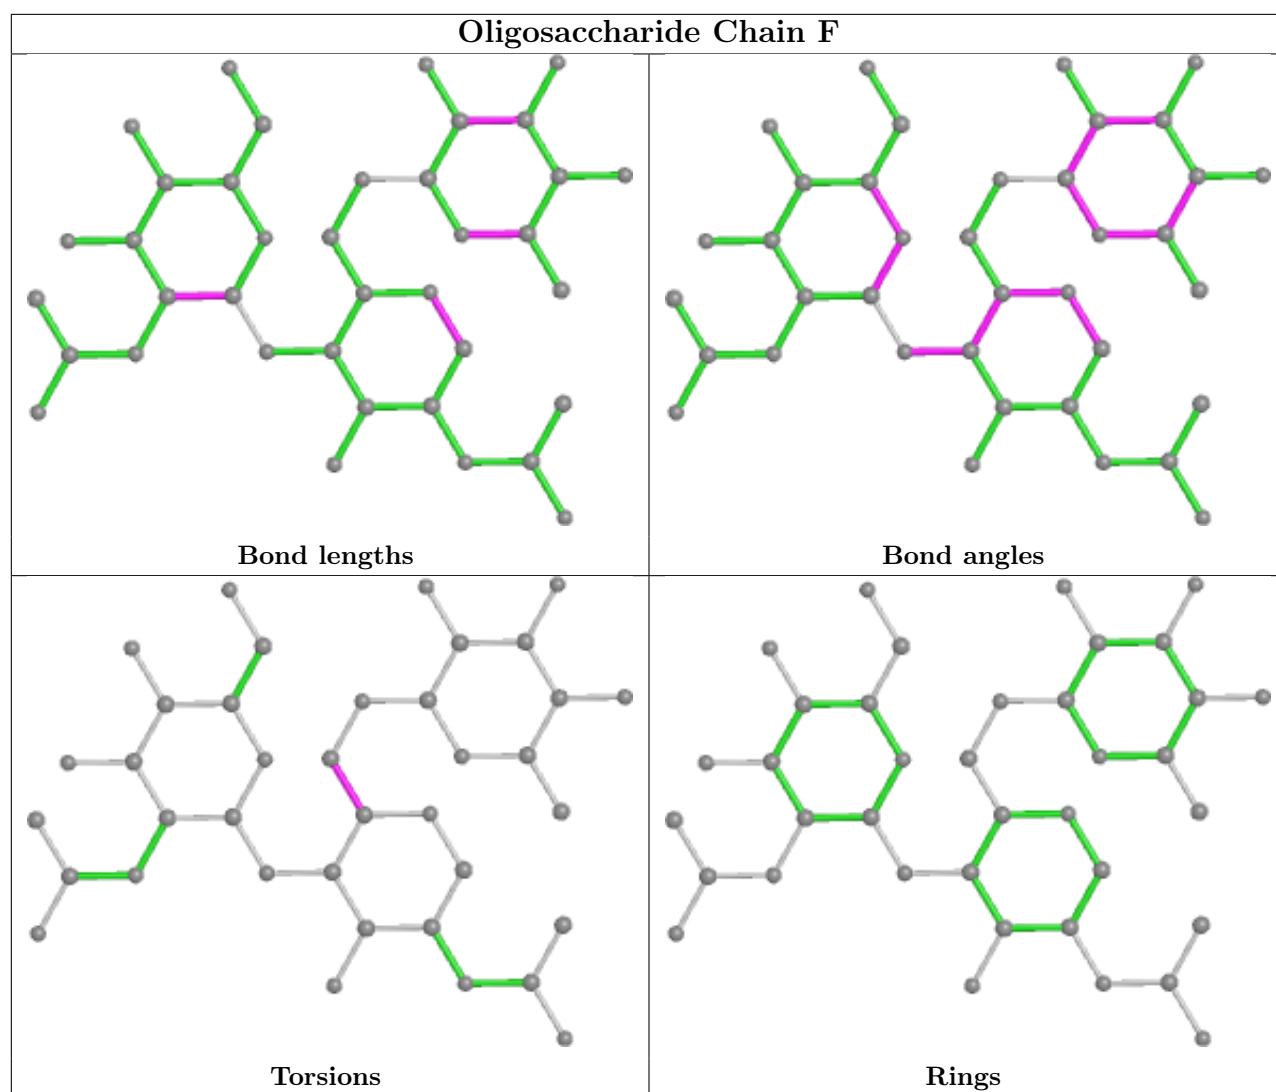 Oligosaccharide Chain F
Bond lengths
Bond angles
Torsions
Rings